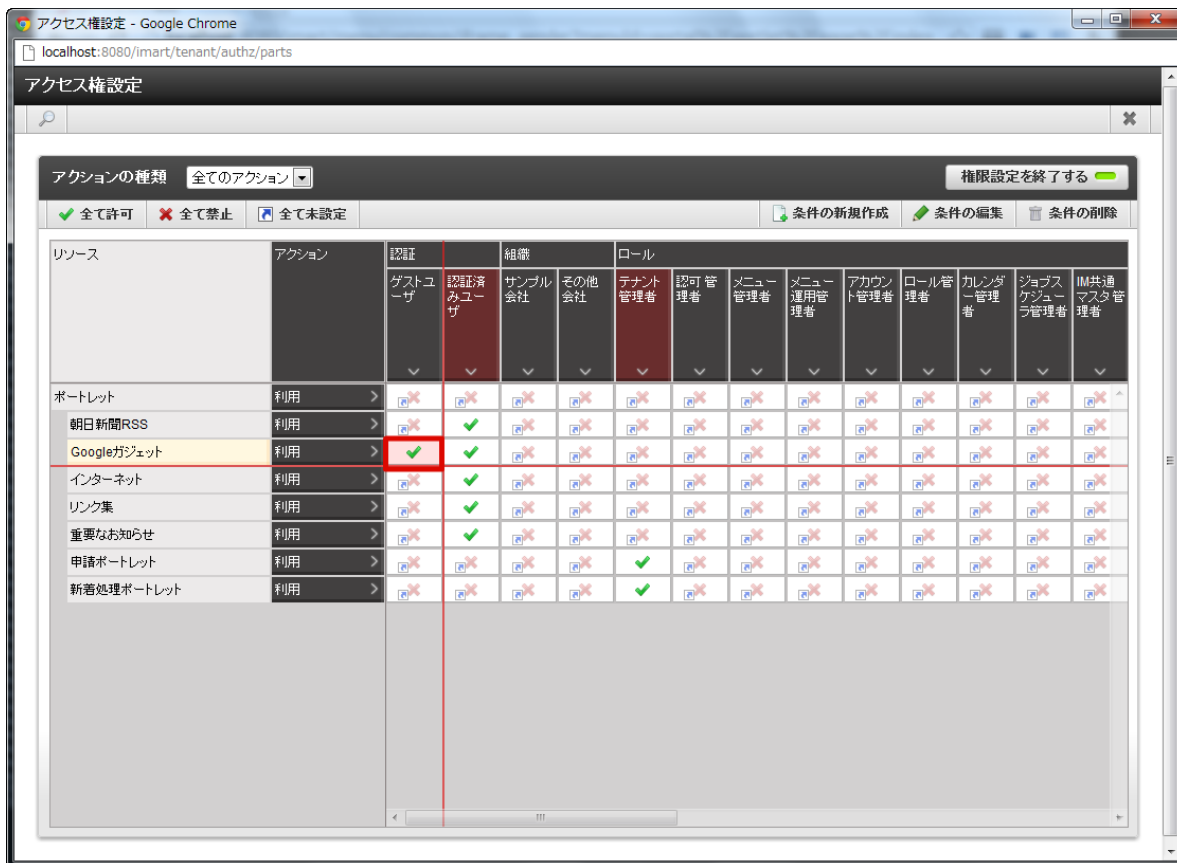 アクセス権設定 - Google Chrome
localhost:8080/imart/tenant/authz/parts
アクセス権設定
アクションの種類 全てのアクション 権限設定を終了する
全て許可 全て禁止 全て未設定 条件の新規作成 条件の編集 条件の削除
リソース アクション 認証 組織 ロール
ゲストユ
ーザ
認証済
みユー
ザ
サンプル
会社
その他
会社
テナント
管理者
認可管
理者
メニュー
管理者
メニュー
運用管
理者
アカウン
ト管理者
ロール管
理者
カレンダ
ー管理
者
ジョブス
ケジュー
ラ管理者
IM共通
マスタ管
理者
ポートレット 利用
朝日新聞RSS 利用
Googleガジェット 利用
インターネット 利用
リンク集 利用
重要なお知らせ 利用
申請ポートレット 利用
新着処理ポートレット 利用